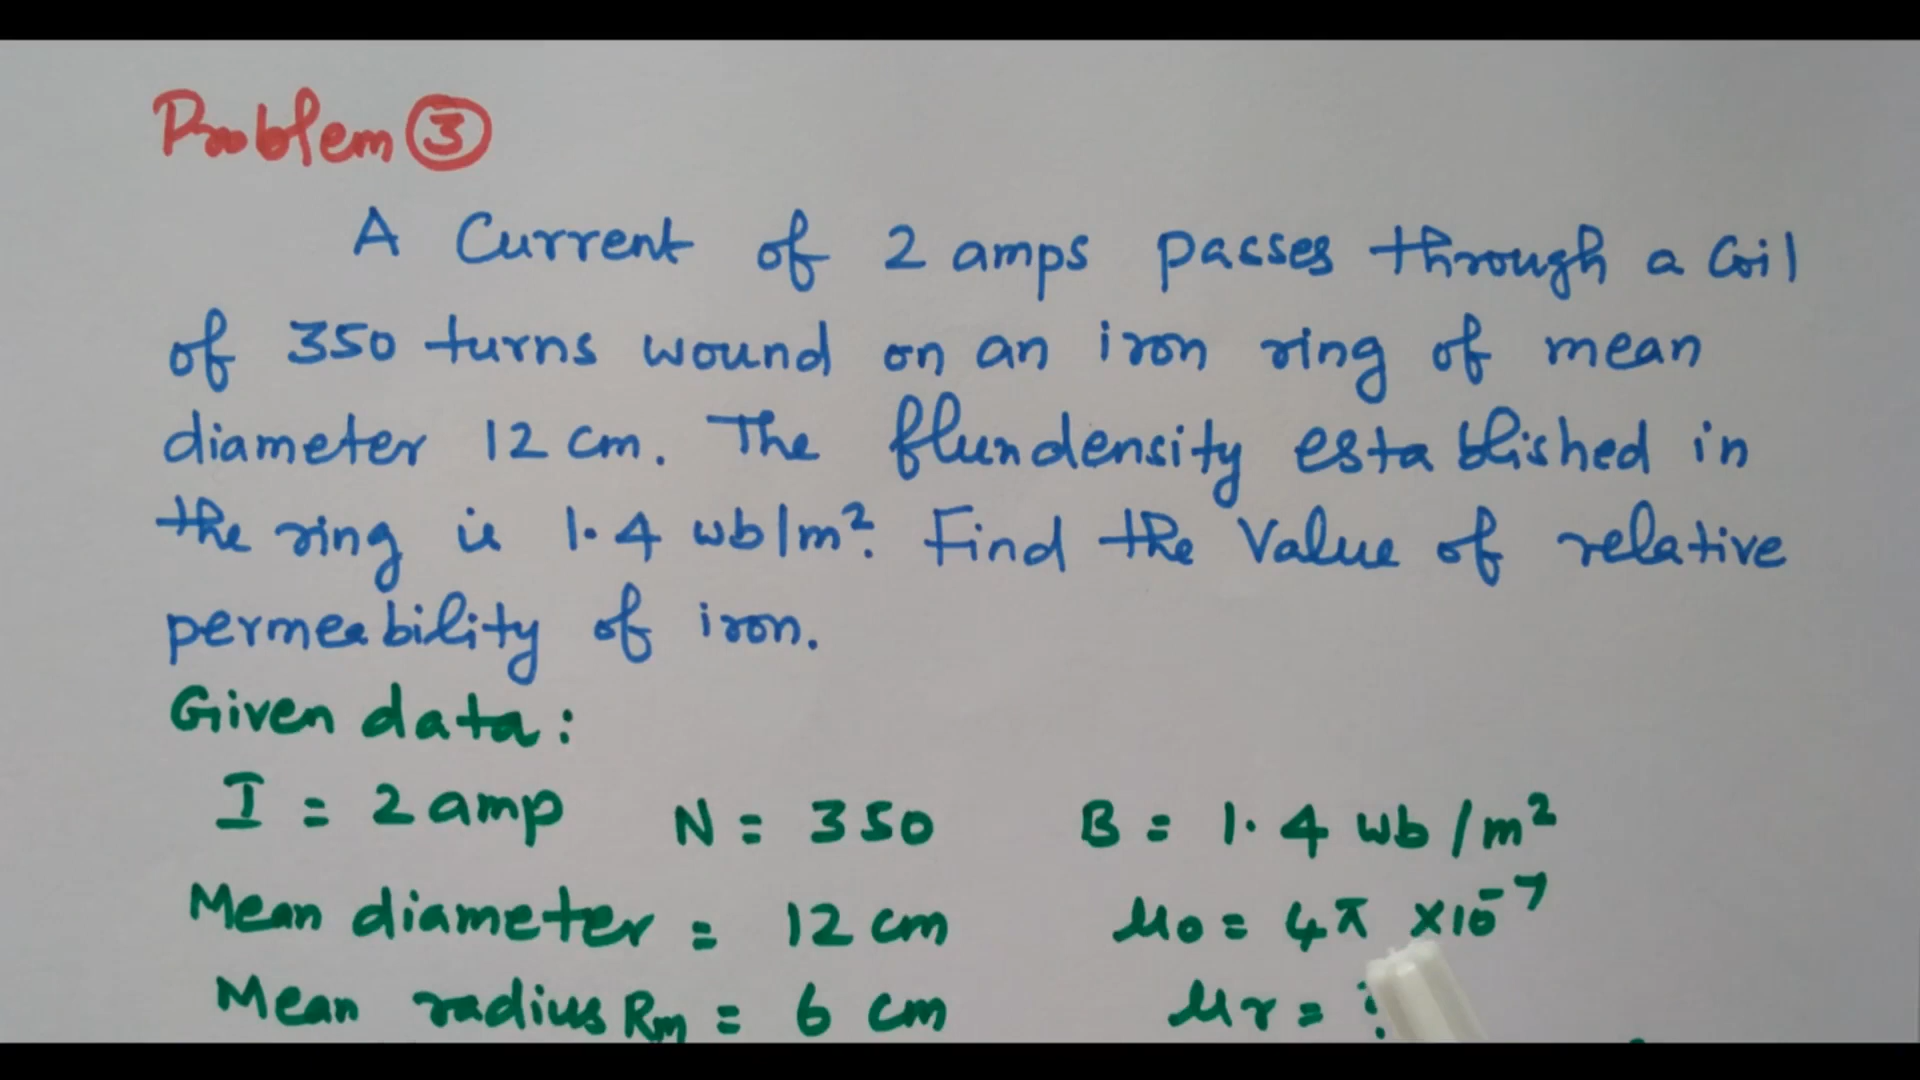 Problem ③
A Current of 2 amps passes through a Coil
of 350 turns wound on an iron ring of mean
diameter 12 cm. The fluxdensity established in
the ring is 1.4 wb/m². Find the Value of relative
permeability of iron.
Given data:
I = 2 amp N = 350 B = 1.4 wb/m²
Mean diameter = 12 cm μ0 = 4π ×10⁻⁷
Mean radius Rm = 6 cm μr = ?